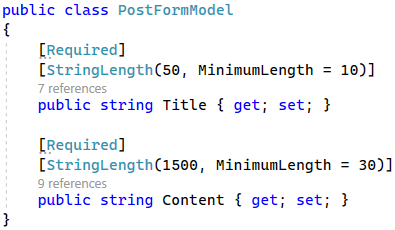 public class PostFormModel
{
[Required]
[StringLength(50, MinimumLength = 10)]
7 references
public string Title { get; set; }
[Required]
[StringLength(1500, MinimumLength = 30)]
9 references
public string Content { get; set; }
}